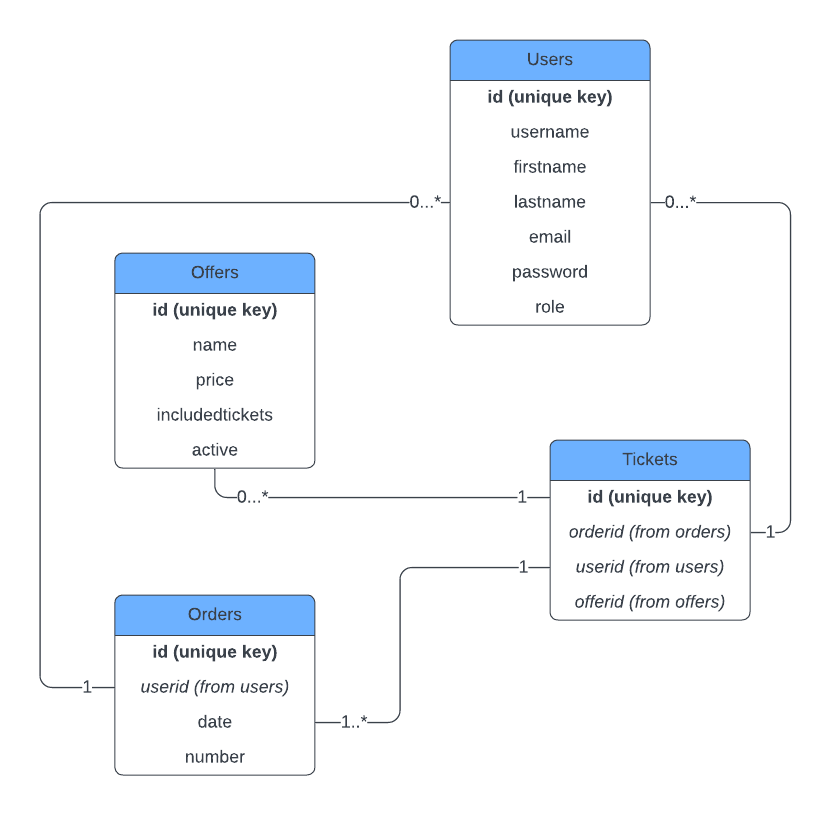 Users
id (unique key)
username
firstname
lastname
email
password
role
0...*
0...*
Offers
id (unique key)
name
price
includedtickets
active
0...*
1
Tickets
id (unique key)
orderid (from orders)
userid (from users)
offerid (from offers)
1
1
Orders
id (unique key)
userid (from users)
date
number
1
1..*